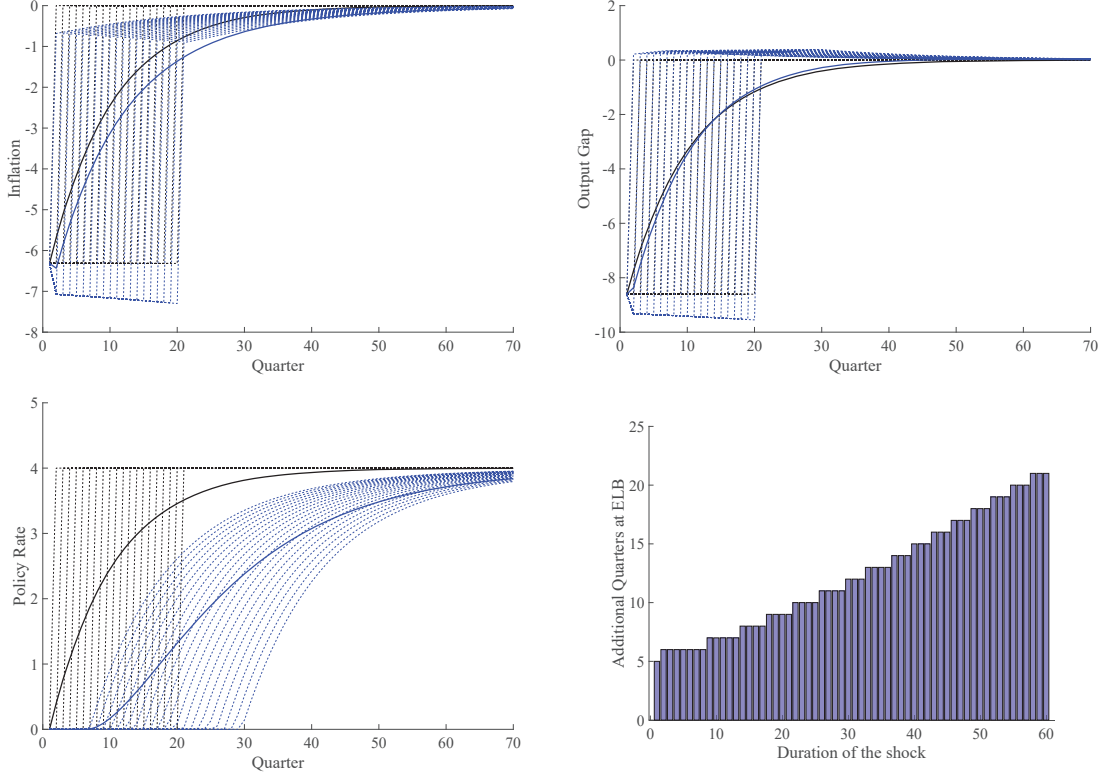 0
-1
-2
-3
-4
-5
-6
-7
-8
Inflation
0 10 20 30 40 50 60 70
Quarter
2
0
-2
-4
-6
-8
-10
Output Gap
0 10 20 30 40 50 60 70
Quarter
5
4
3
2
1
0
Policy Rate
0 10 20 30 40 50 60 70
Quarter
25
20
15
10
5
0
Additional Quarters at ELB
0 10 20 30 40 50 60
Duration of the shock